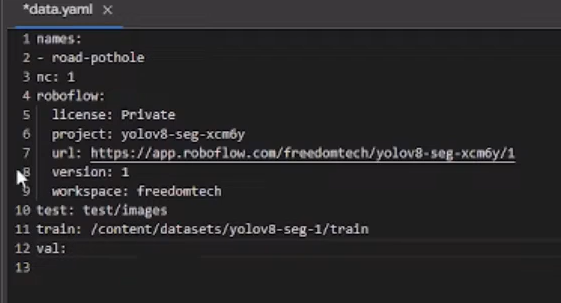 *data.yaml ×
1 names:
2 - road-pothole
3 nc: 1
4 roboflow:
5 license: Private
6 project: yolov8-seg-xcm6y
7 url: https://app.roboflow.com/freedomtech/yolov8-seg-xcm6y/1
8 version: 1
9 workspace: freedomtech
10 test: test/images
11 train: /content/datasets/yolov8-seg-1/train
12 val:
13